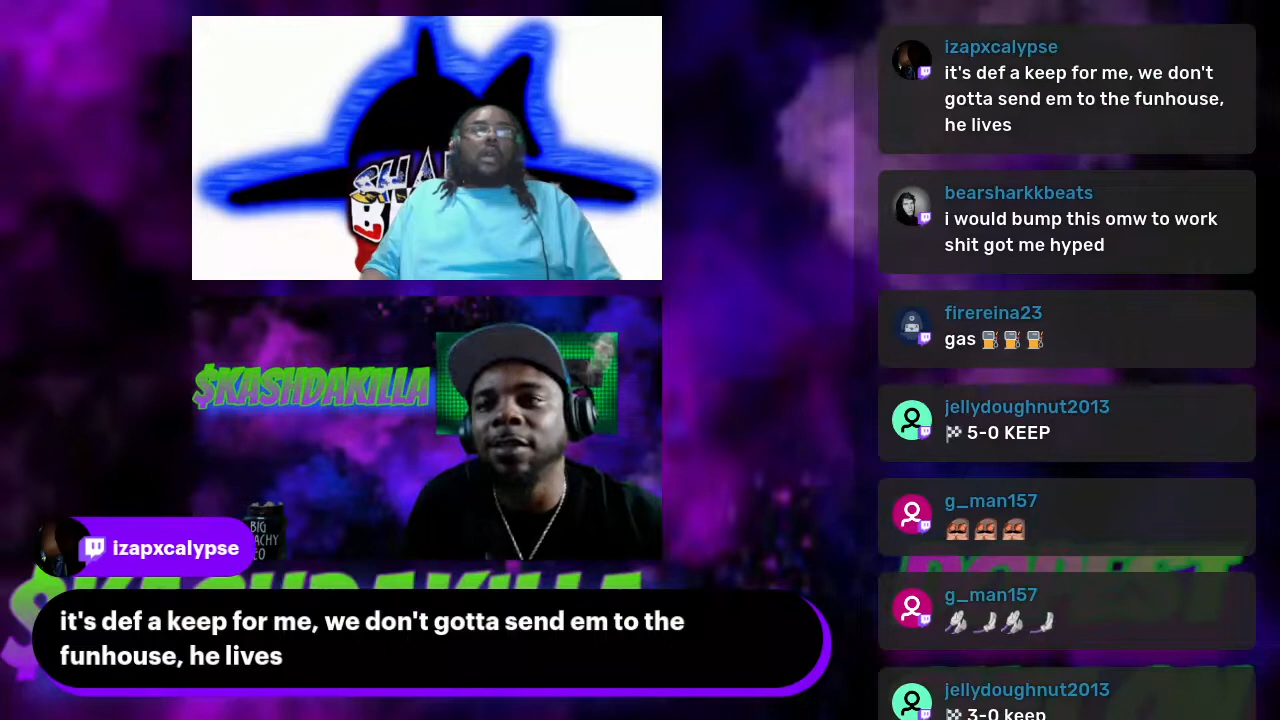 SHA
B
$KASHDAKILLA
BIG
izapxcalypse
it's def a keep for me, we don't gotta send em to the
funhouse, he lives
izapxcalypse
it's def a keep for me, we don't
gotta send em to the funhouse,
he lives
bearsharkkbeats
i would bump this omw to work
shit got me hyped
firereina23
gas ⛽⛽⛽
jellydoughnut2013
🏁 5-0 KEEP
g_man157
g_man157
jellydoughnut2013
🏁 3-0 keep